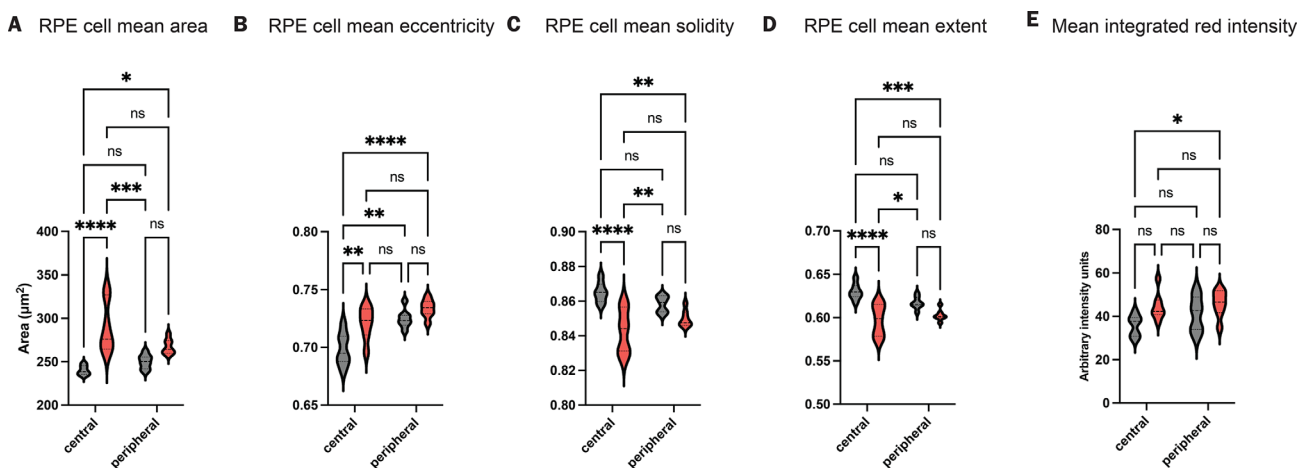 A RPE cell mean area
*
ns
ns
***
****
ns
400
350
300
250
200
Area (μm²)
central
peripheral
B RPE cell mean eccentricity
****
ns
**
**
ns
ns
0.80
0.75
0.70
0.65
central
peripheral
C RPE cell mean solidity
**
ns
ns
**
****
ns
0.90
0.88
0.86
0.84
0.82
0.80
central
peripheral
D RPE cell mean extent
***
ns
ns
*
****
ns
0.70
0.65
0.60
0.55
0.50
central
peripheral
E Mean integrated red intensity
*
ns
ns
ns
ns
ns
80
60
40
20
0
Arbitrary intensity units
central
peripheral